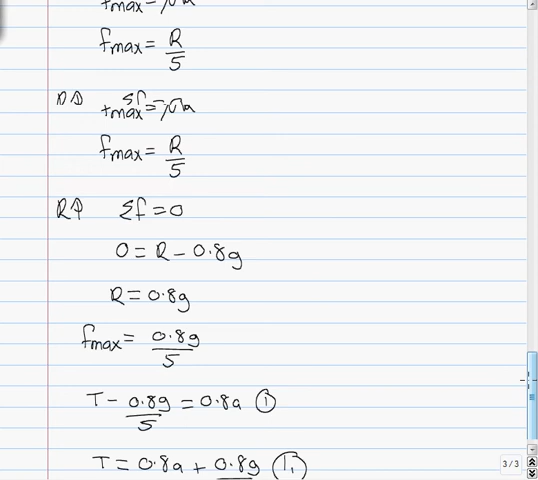 fmax = R/5
fmax = R/5
R↑ Σf = 0
0 = R - 0.8g
R = 0.8g
fmax = 0.8g/5
T - 0.8g/5 = 0.8a ①
T = 0.8a + 0.8g
3/3